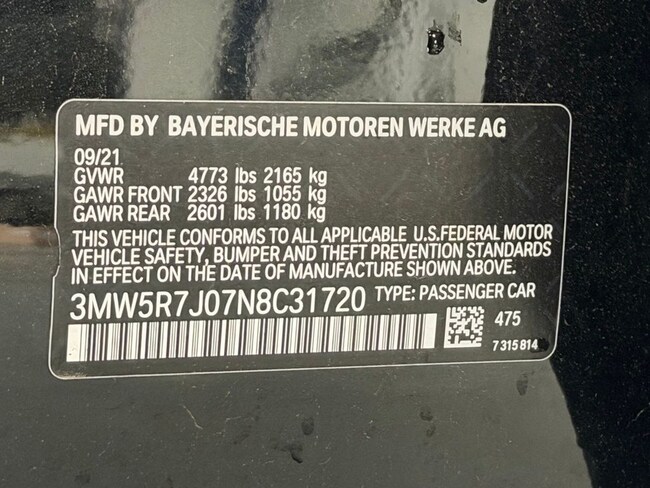 MFD BY BAYERISCHE MOTOREN WERKE AG
09/21
GVWR 4773 lbs 2165 kg
GAWR FRONT 2326 lbs 1055 kg
GAWR REAR 2601 lbs 1180 kg
THIS VEHICLE CONFORMS TO ALL APPLICABLE U.S.FEDERAL MOTOR
VEHICLE SAFETY, BUMPER AND THEFT PREVENTION STANDARDS
IN EFFECT ON THE DATE OF MANUFACTURE SHOWN ABOVE.
3MW5R7J07N8C31720 TYPE: PASSENGER CAR
475
7 315 814